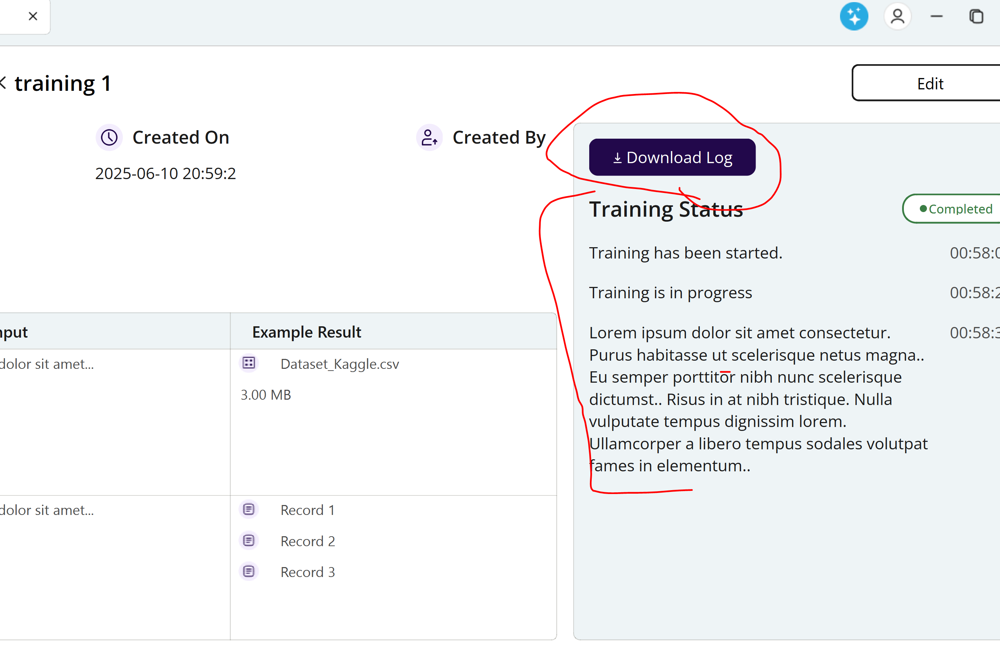 training 1
Edit
Created On
Created By
2025-06-10 20:59:2
Download Log
Training Status
Completed
Training has been started.
00:58:0
Training is in progress
00:58:2
nput
Example Result
dolor sit amet...
Dataset_Kaggle.csv
3.00 MB
dolor sit amet...
Record 1
Record 2
Record 3
Lorem ipsum dolor sit amet consectetur.
00:58:3
Purus habitasse ut scelerisque netus magna..
Eu semper porttitor nibh nunc scelerisque
dictumst.. Risus in at nibh tristique. Nulla
vulputate tempus dignissim lorem.
Ullamcorper a libero tempus sodales volutpat
fames in elementum..